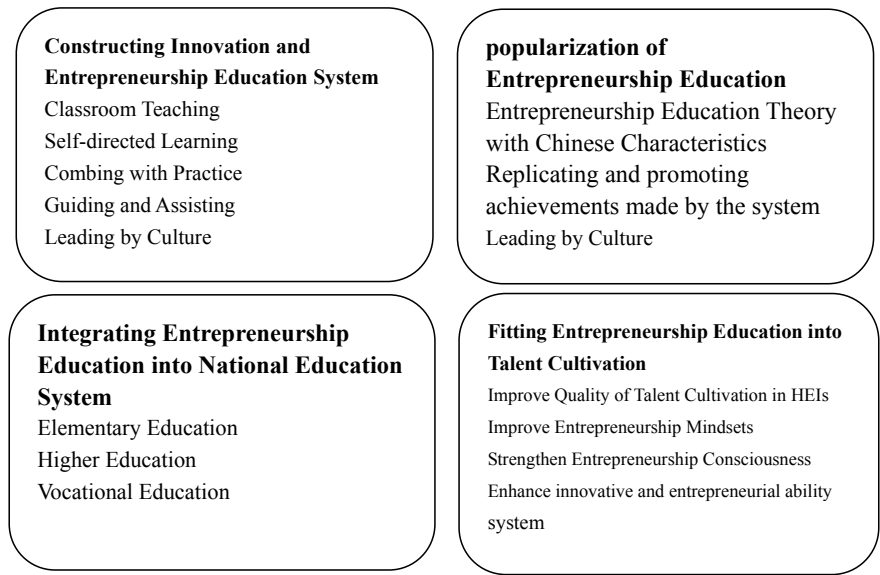 Constructing Innovation and
Entrepreneurship Education System
Classroom Teaching
Self-directed Learning
Combing with Practice
Guiding and Assisting
Leading by Culture
popularization of
Entrepreneurship Education
Entrepreneurship Education Theory
with Chinese Characteristics
Replicating and promoting
achievements made by the system
Leading by Culture
Integrating Entrepreneurship
Education into National Education
System
Elementary Education
Higher Education
Vocational Education
Fitting Entrepreneurship Education into
Talent Cultivation
Improve Quality of Talent Cultivation in HEIs
Improve Entrepreneurship Mindsets
Strengthen Entrepreneurship Consciousness
Enhance innovative and entrepreneurial ability
system